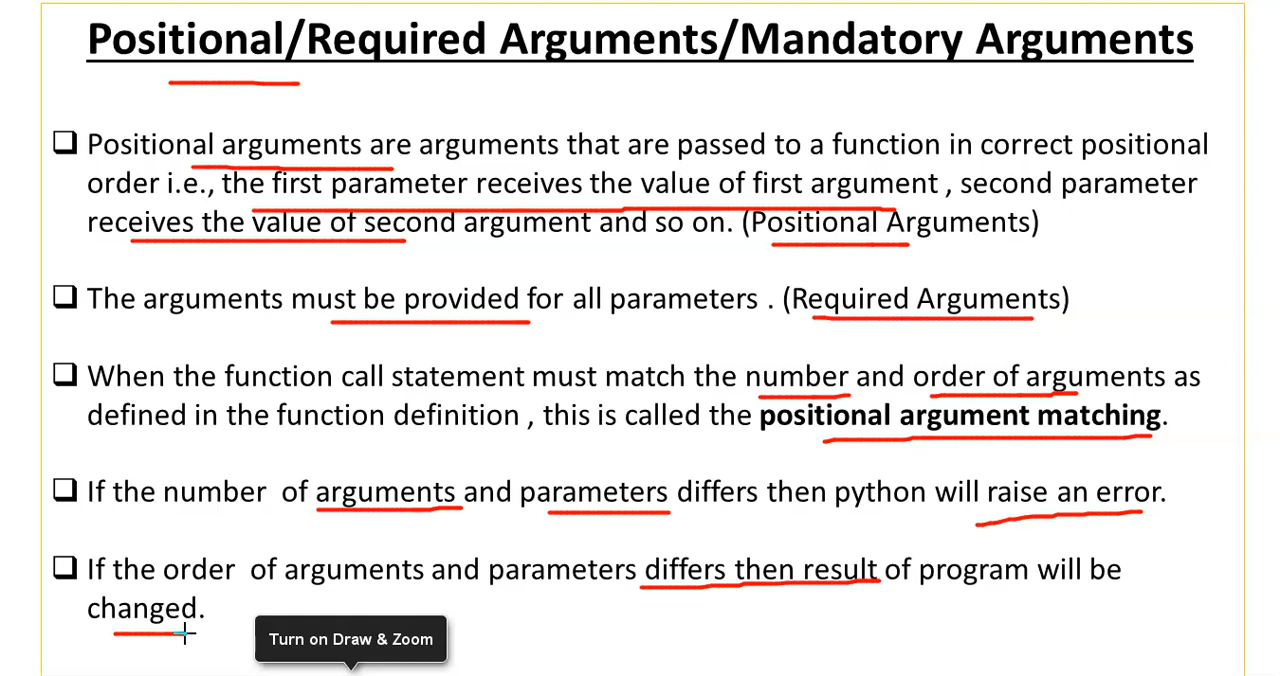 Positional/Required Arguments/Mandatory Arguments
Positional arguments are arguments that are passed to a function in correct positional
order i.e., the first parameter receives the value of first argument , second parameter
receives the value of second argument and so on. (Positional Arguments)
The arguments must be provided for all parameters . (Required Arguments)
When the function call statement must match the number and order of arguments as
defined in the function definition , this is called the positional argument matching.
If the number of arguments and parameters differs then python will raise an error.
If the order of arguments and parameters differs then result of program will be
changed.
Turn on Draw & Zoom